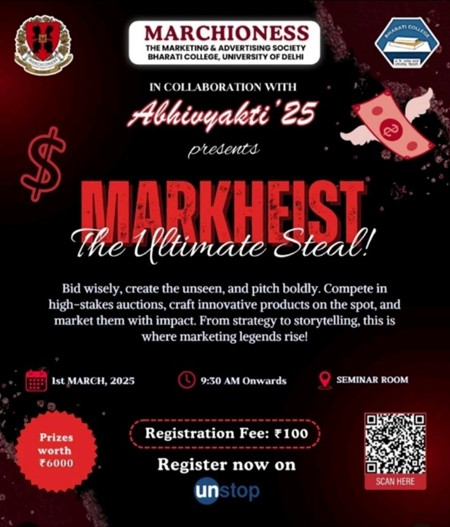 MARCHIONESS
THE MARKETING & ADVERTISING SOCIETY
BHARATI COLLEGE, UNIVERSITY OF DELHI
BHARATI COLLEGE
IN COLLABORATION WITH
Abhivyakti'25
presents
MARKHEIST
The Ultimate Steal!
Bid wisely, create the unseen, and pitch boldly. Compete in
high-stakes auctions, craft innovative products on the spot, and
market them with impact. From strategy to storytelling, this is
where marketing legends rise!
1st MARCH, 2025
9:30 AM Onwards
SEMINAR ROOM
Prizes
worth
₹6000
Registration Fee: ₹100
Register now on
unstop
SCAN HERE